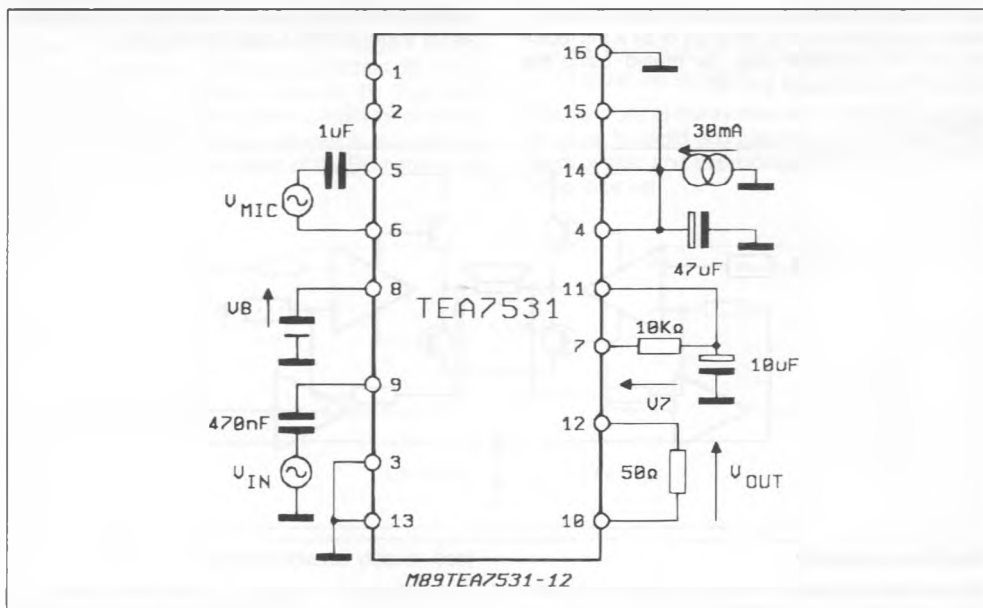 16
1
15
2
1uF
30mA
5
14
VMIC
6
4
47uF
8
11
VB
TEA7531
10KΩ
7
10uF
9
V7
470nF
12
VIN
3
50Ω
VOUT
13
10
M89TEA7531-12